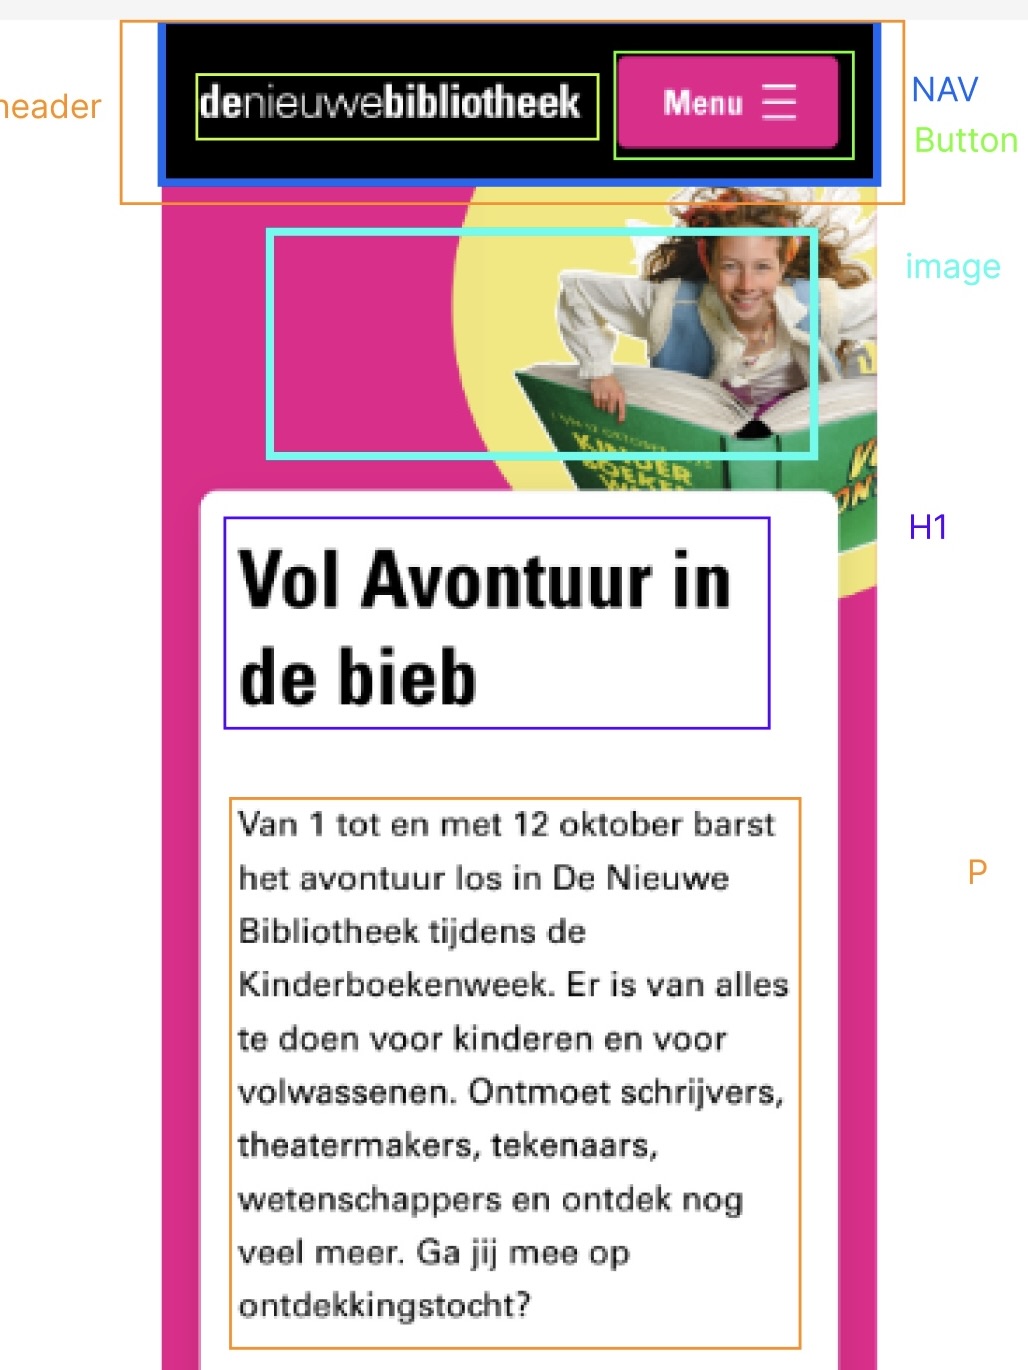 header
denieuwebibliotheek
Menu
NAV
Button
image
KINDER
BOEKEN
H1
Vol Avontuur in
de bieb
Van 1 tot en met 12 oktober barst
het avontuur los in De Nieuwe
Bibliotheek tijdens de
Kinderboekenweek. Er is van alles
te doen voor kinderen en voor
volwassenen. Ontmoet schrijvers,
theatermakers, tekenaars,
wetenschappers en ontdek nog
veel meer. Ga jij mee op
ontdekkingstocht?
P